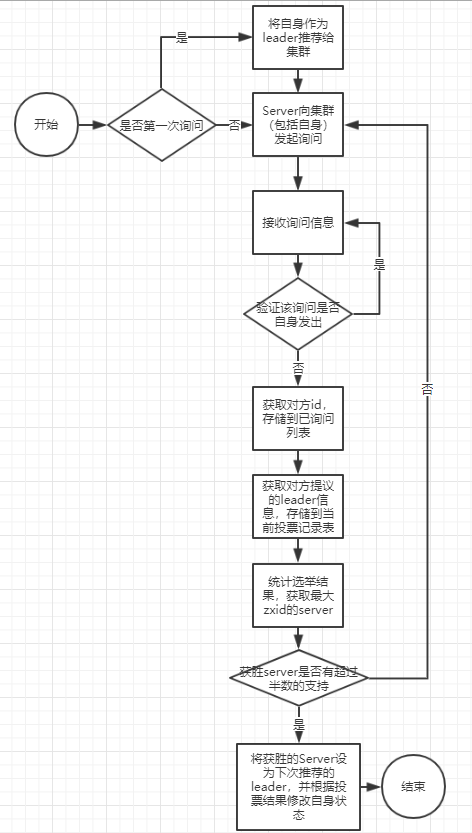 将自身作为
leader推荐给
集群
是
开始
是否第一次询问
否
Server向集群
（包括自身）
发起询问
接收询问信息
是
验证该询问是否
自身发出
否
获取对方id，
存储到已询问
列表
否
获取对方提议
的leader信
息，存储到当
前投票记录表
统计选举结
果，获取最大
zxid的server
获胜server是否有超过
半数的支持
是
将获胜的Server设
为下次推荐的
leader，并根据投
票结果修改自身状
态
结束